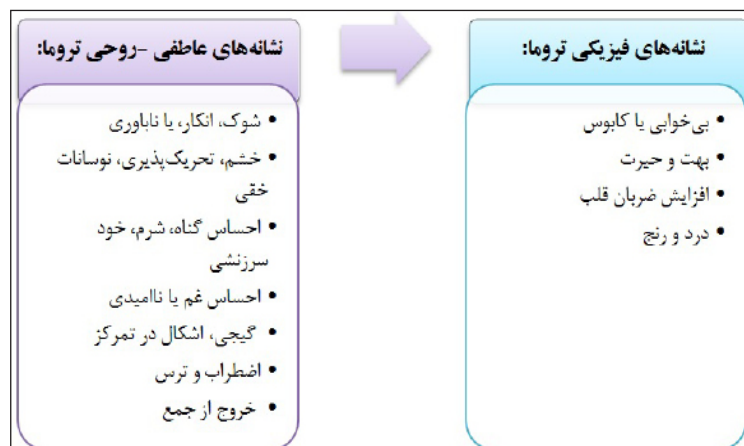 نشانه‌های فیزیکی تروما:
• بی‌خوابی یا کابوس
• بهت و حیرت
• افزایش ضربان قلب
• درد و رنج
نشانه‌های عاطفی -روحی تروما:
• شوک، انکار، یا ناباوری
• خشم، تحریک‌پذیری، نوسانات
خقی
• احساس گناه، شرم، خود
سرزنشی
• احساس غم یا ناامیدی
• گیجی، اشکال در تمرکز
• اضطراب و ترس
• خروج از جمع